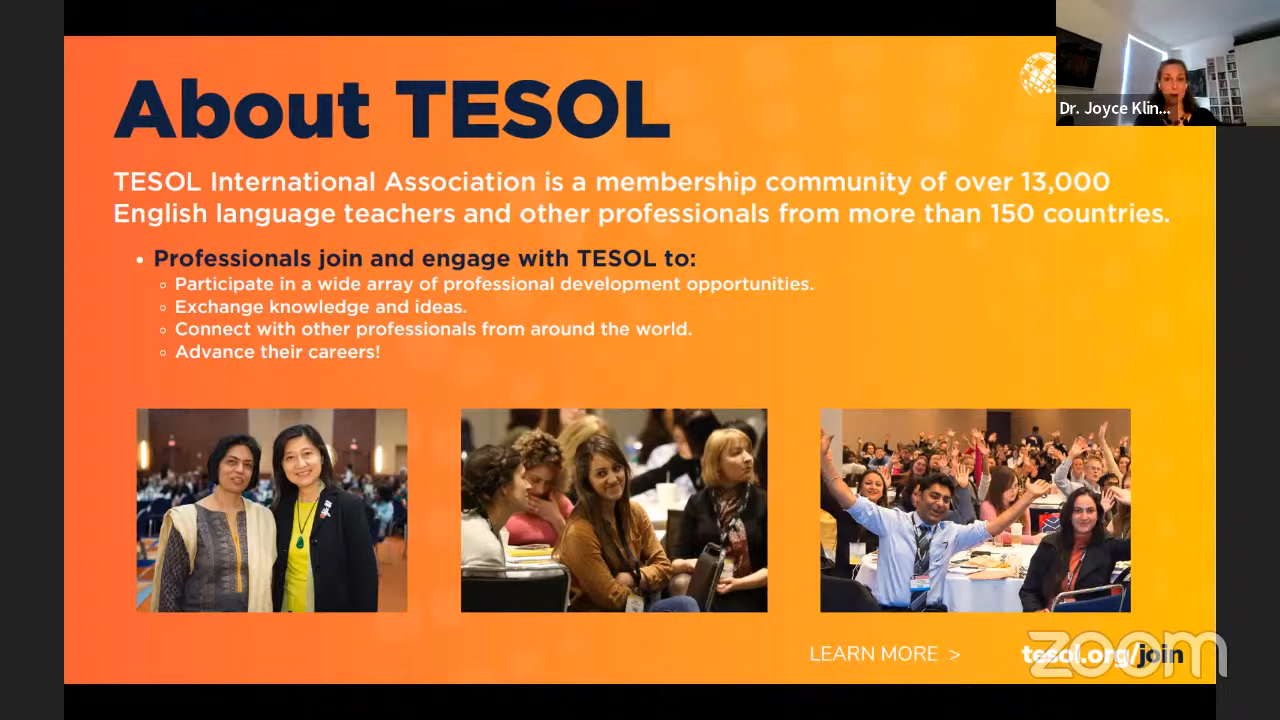 About TESOL
Dr. Joyce Klin...
TESOL International Association is a membership community of over 13,000
English language teachers and other professionals from more than 150 countries.
• Professionals join and engage with TESOL to:
◦ Participate in a wide array of professional development opportunities.
◦ Exchange knowledge and ideas.
◦ Connect with other professionals from around the world.
◦ Advance their careers!
LEARN MORE >
tesol.org/join
zoom